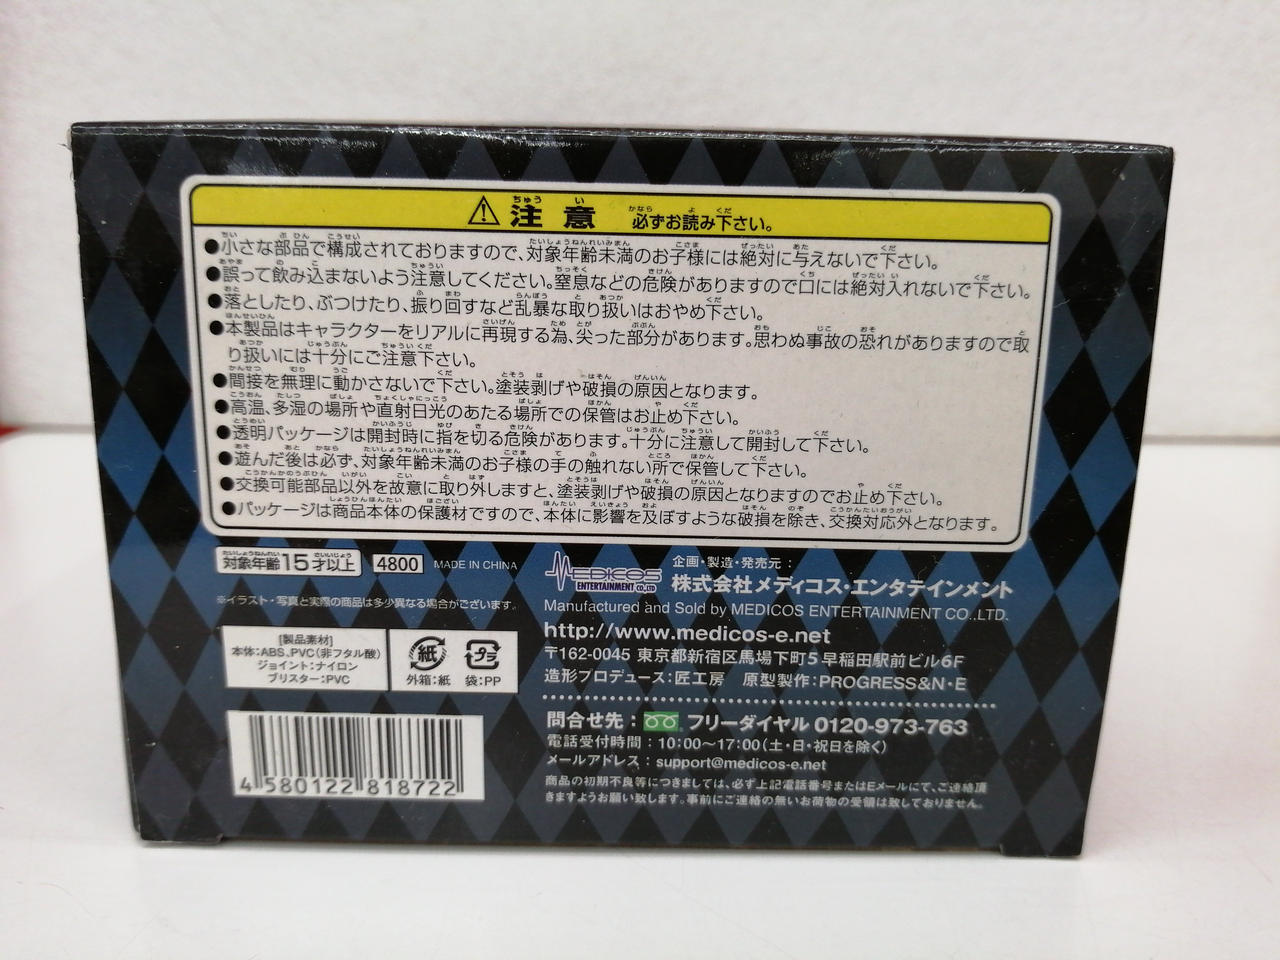 注意 必ずお読み下さい。
●小さな部品で構成されておりますので、対象年齢未満のお子様には絶対に与えないで下さい。
●誤って飲み込まないよう注意してください。窒息などの危険がありますので口には絶対入れないで下さい。
●落としたり、ぶつけたり、振り回すなど乱暴な取り扱いはおやめ下さい。
●本製品はキャラクターをリアルに再現する為、尖った部分があります。思わぬ事故の恐れがありますので取
り扱いには十分にご注意下さい。
●間接を無理に動かさないで下さい。塗装剥げや破損の原因となります。
●高温、多湿の場所や直射日光のあたる場所での保管はお止め下さい。
●透明パッケージは開封時に指を切る危険があります。十分に注意して開封して下さい。
●遊んだ後は必ず、対象年齢未満のお子様の手の触れない所で保管して下さい。
●交換可能部品以外を故意に取り外しますと、塗装剥げや破損の原因となりますのでお止め下さい。
●パッケージは商品本体の保護材ですので、本体に影響を及ぼすような破損を除き、交換対応外となります。
対象年齢15才以上 4800 MADE IN CHINA
※イラスト・写真と実際の商品は多少異なる場合がございます。
[製品素材]
本体:ABS、PVC(非フタル酸)
ジョイント:ナイロン
ブリスター:PVC
紙 プラ
外箱:紙 袋:PP
4 580122 818722
MEDICOS
ENTERTAINMENT CO.,LTD
企画・製造・発売元:
株式会社メディコス・エンタテインメント
Manufactured and Sold by MEDICOS ENTERTAINMENT CO.,LTD.
http://www.medicos-e.net
〒162-0045 東京都新宿区馬場下町5 早稲田駅前ビル6F
造形プロデュース:匠工房 原型製作:PROGRESS&N・E
問合せ先: フリーダイヤル 0120-973-763
電話受付時間:10:00〜17:00(土・日・祝日を除く)
メールアドレス:support@medicos-e.net
商品の初期不良等につきましては、必ず上記電話番号またはEメールにて、ご連絡頂
きますようお願い致します。事前にご連絡の無いお荷物の受領は致しておりません。